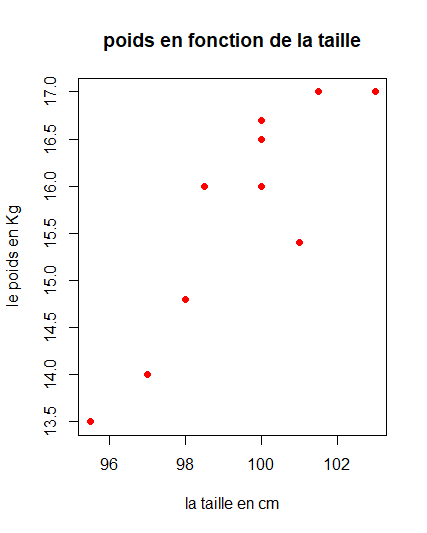 poids en fonction de la taille
17.0
16.5
16.0
15.5
15.0
14.5
14.0
13.5
le poids en Kg
96 98 100 102
la taille en cm